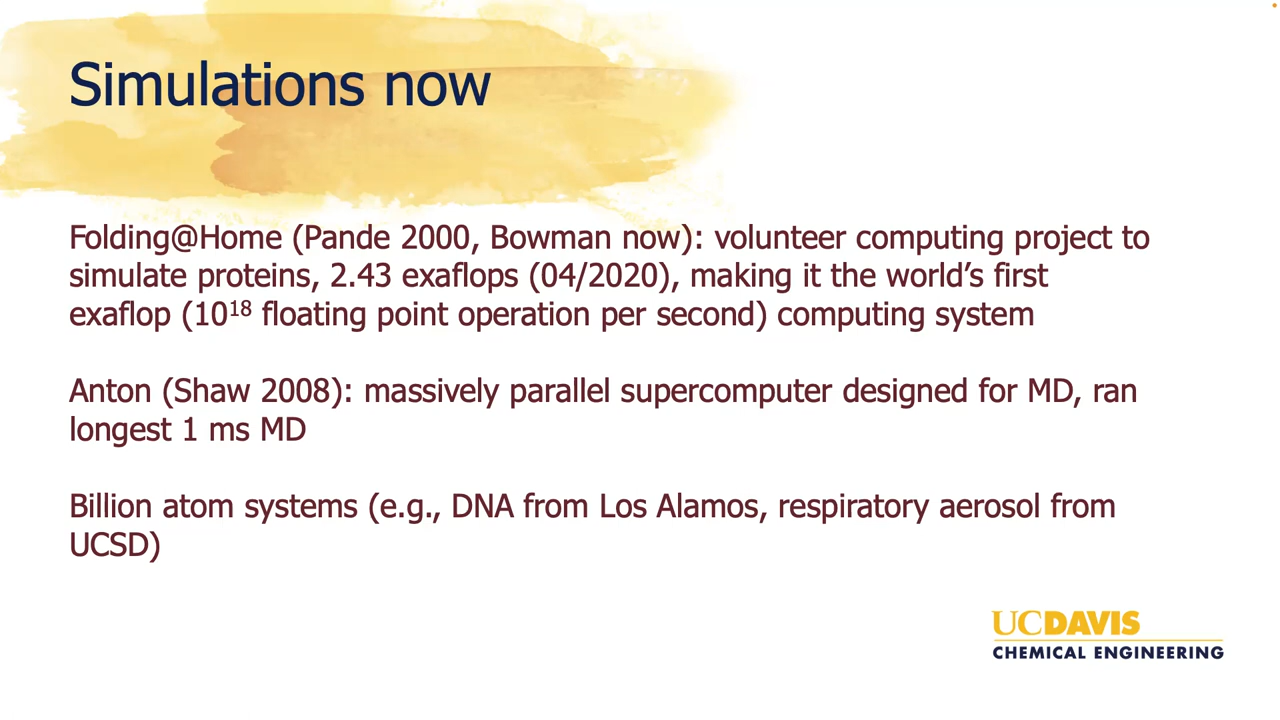 Simulations now
Folding@Home (Pande 2000, Bowman now): volunteer computing project to
simulate proteins, 2.43 exaflops (04/2020), making it the world’s first
exaflop (10¹⁸ floating point operation per second) computing system
Anton (Shaw 2008): massively parallel supercomputer designed for MD, ran
longest 1 ms MD
Billion atom systems (e.g., DNA from Los Alamos, respiratory aerosol from
UCSD)
UCDAVIS
CHEMICAL ENGINEERING